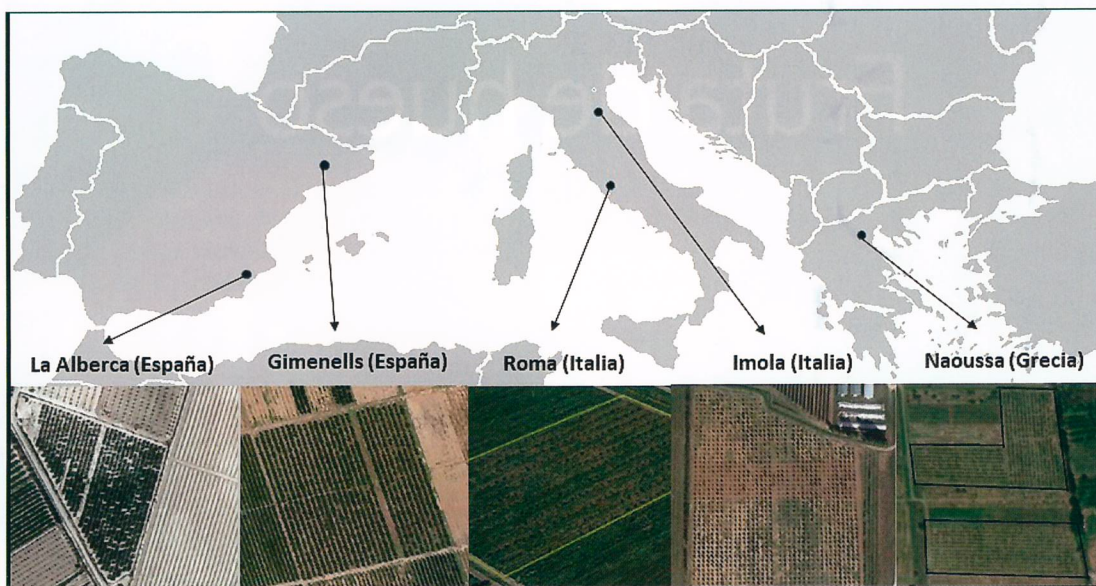 La Alberca (España)
Gimenells (España)
Roma (Italia)
Imola (Italia)
Naoussa (Grecia)